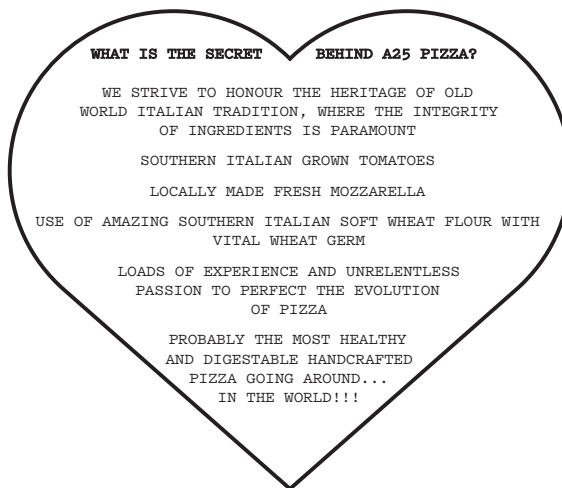 WHAT IS THE SECRET BEHIND A25 PIZZA?
WE STRIVE TO HONOUR THE HERITAGE OF OLD
WORLD ITALIAN TRADITION, WHERE THE INTEGRITY
OF INGREDIENTS IS PARAMOUNT
SOUTHERN ITALIAN GROWN TOMATOES
LOCALLY MADE FRESH MOZZARELLA
USE OF AMAZING SOUTHERN ITALIAN SOFT WHEAT FLOUR WITH
VITAL WHEAT GERM
LOADS OF EXPERIENCE AND UNRELENTLESS
PASSION TO PERFECT THE EVOLUTION
OF PIZZA
PROBABLY THE MOST HEALTHY
AND DIGESTABLE HANDCRAFTED
PIZZA GOING AROUND...
IN THE WORLD!!!